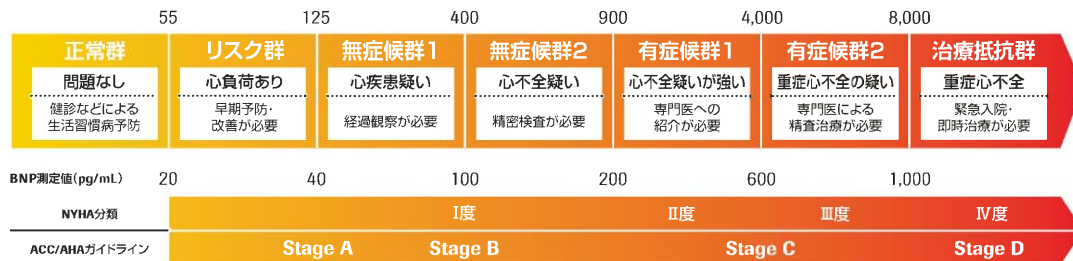 55 125 400 900 4,000 8,000
正常群 リスク群 無症候群1 無症候群2 有症候群1 有症候群2 治療抵抗群
問題なし 心負荷あり 心疾患疑い 心不全疑い 心不全疑いが強い 重症心不全の疑い 重症心不全
健診などによる
生活習慣病予防
早期予防・
改善が必要
経過観察が必要
精密検査が必要
専門医への
紹介が必要
専門医による
精査治療が必要
緊急入院・
即時治療が必要
BNP測定値(pg/mL) 20 40 100 200 600 1,000
NYHA分類 Ⅰ度 Ⅱ度 Ⅲ度 Ⅳ度
ACC/AHAガイドライン Stage A Stage B Stage C Stage D